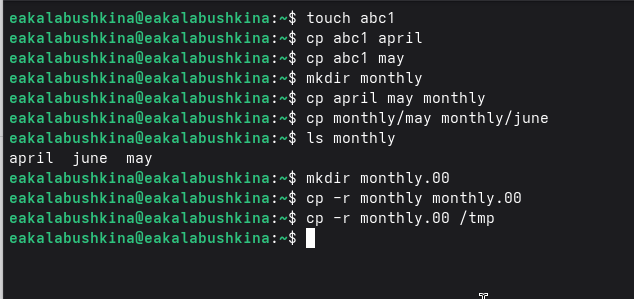 eakalabushkina@eakalabushkina:~$ touch abc1
eakalabushkina@eakalabushkina:~$ cp abc1 april
eakalabushkina@eakalabushkina:~$ cp abc1 may
eakalabushkina@eakalabushkina:~$ mkdir monthly
eakalabushkina@eakalabushkina:~$ cp april may monthly
eakalabushkina@eakalabushkina:~$ cp monthly/may monthly/june
eakalabushkina@eakalabushkina:~$ ls monthly
april  june  may
eakalabushkina@eakalabushkina:~$ mkdir monthly.00
eakalabushkina@eakalabushkina:~$ cp -r monthly monthly.00
eakalabushkina@eakalabushkina:~$ cp -r monthly.00 /tmp
eakalabushkina@eakalabushkina:~$